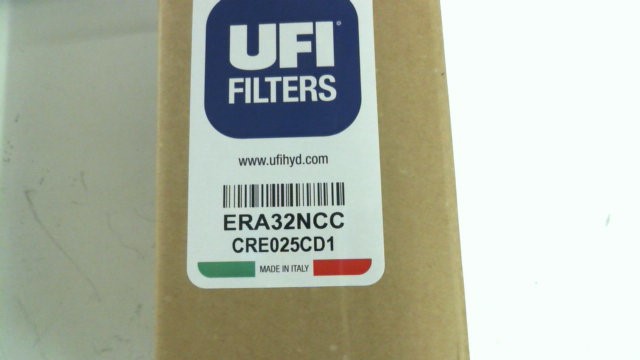 UFI
FILTERS
www.ufihyd.com
ERA32NCC
CRE025CD1
MADE IN ITALY